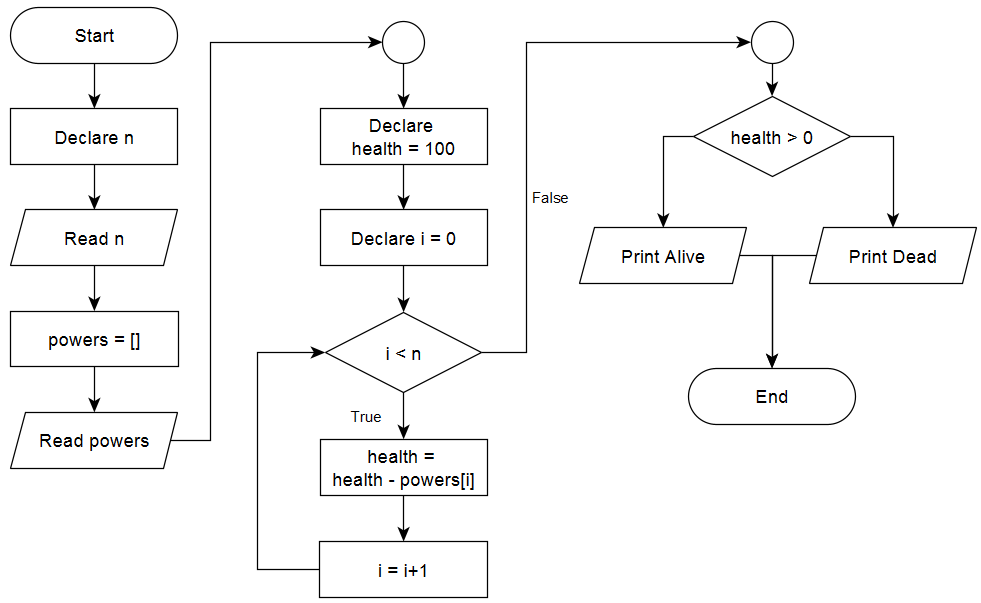 Start
Declare n
Read n
powers = []
Read powers
Declare
health = 100
Declare i = 0
i < n
True
False
health =
health - powers[i]
i = i+1
health > 0
Print Alive
Print Dead
End